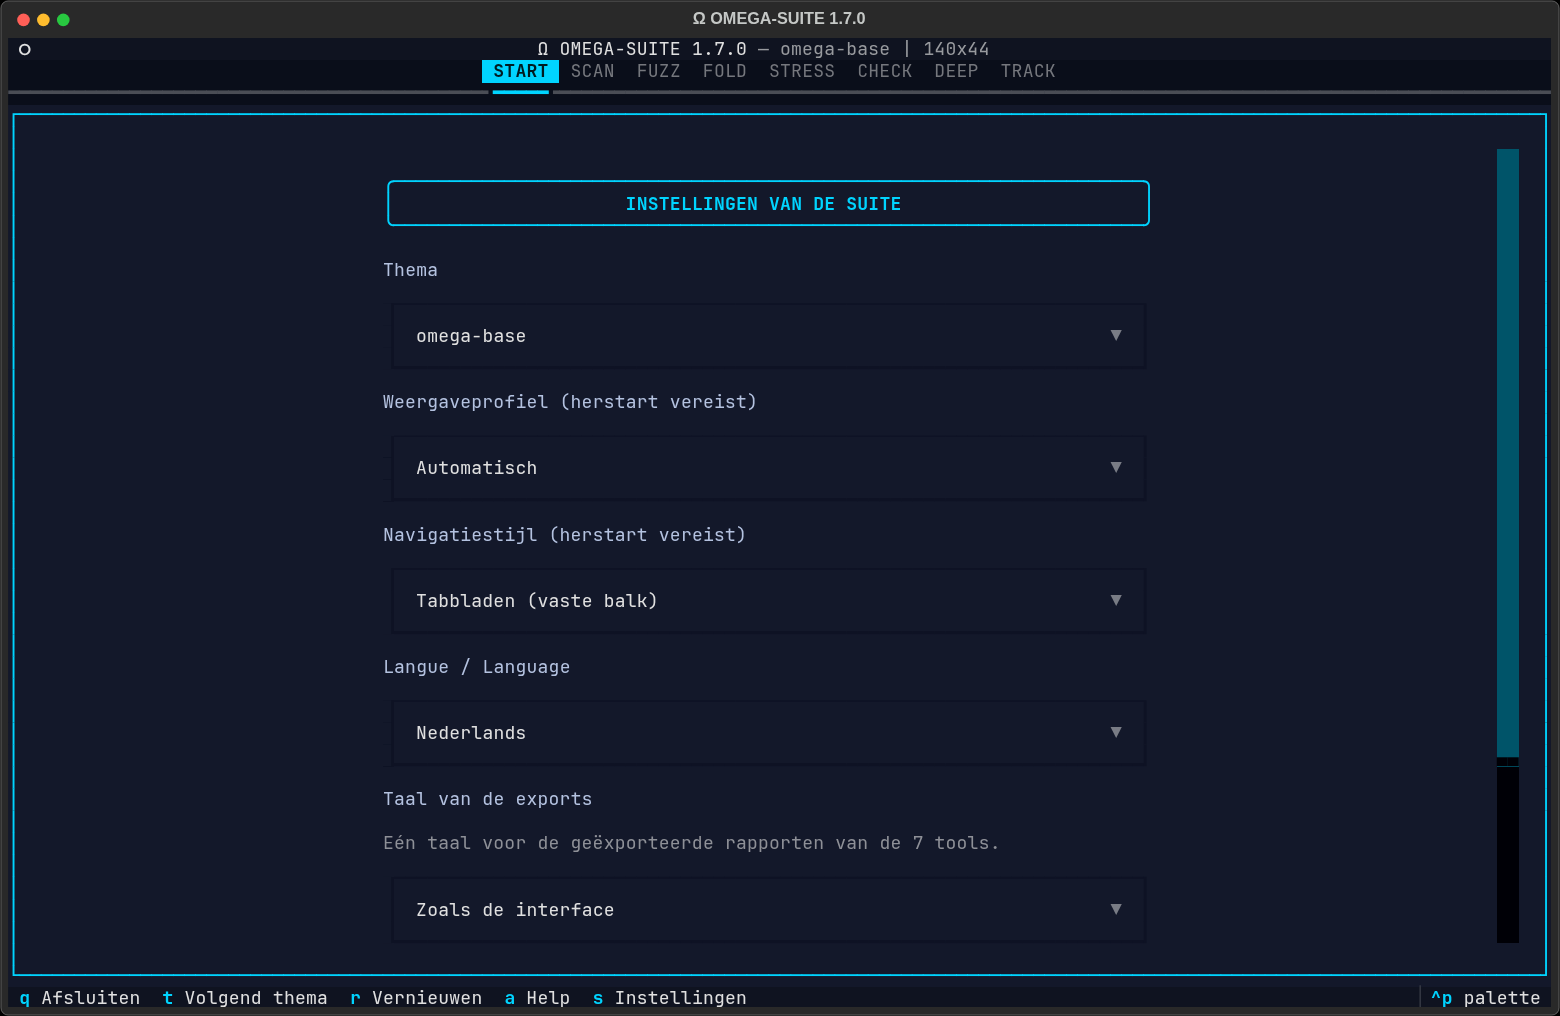 Ω OMEGA-SUITE 1.7.0
Ω OMEGA-SUITE 1.7.0 — omega-base | 140x44
START SCAN FUZZ FOLD STRESS CHECK DEEP TRACK
INSTELLINGEN VAN DE SUITE
Thema
omega-base ▼
Weergaveprofiel (herstart vereist)
Automatisch ▼
Navigatiestijl (herstart vereist)
Tabbladen (vaste balk) ▼
Langue / Language
Nederlands ▼
Taal van de exports
Eén taal voor de geëxporteerde rapporten van de 7 tools.
Zoals de interface ▼
q Afsluiten t Volgend thema r Vernieuwen a Help s Instellingen ^p palette